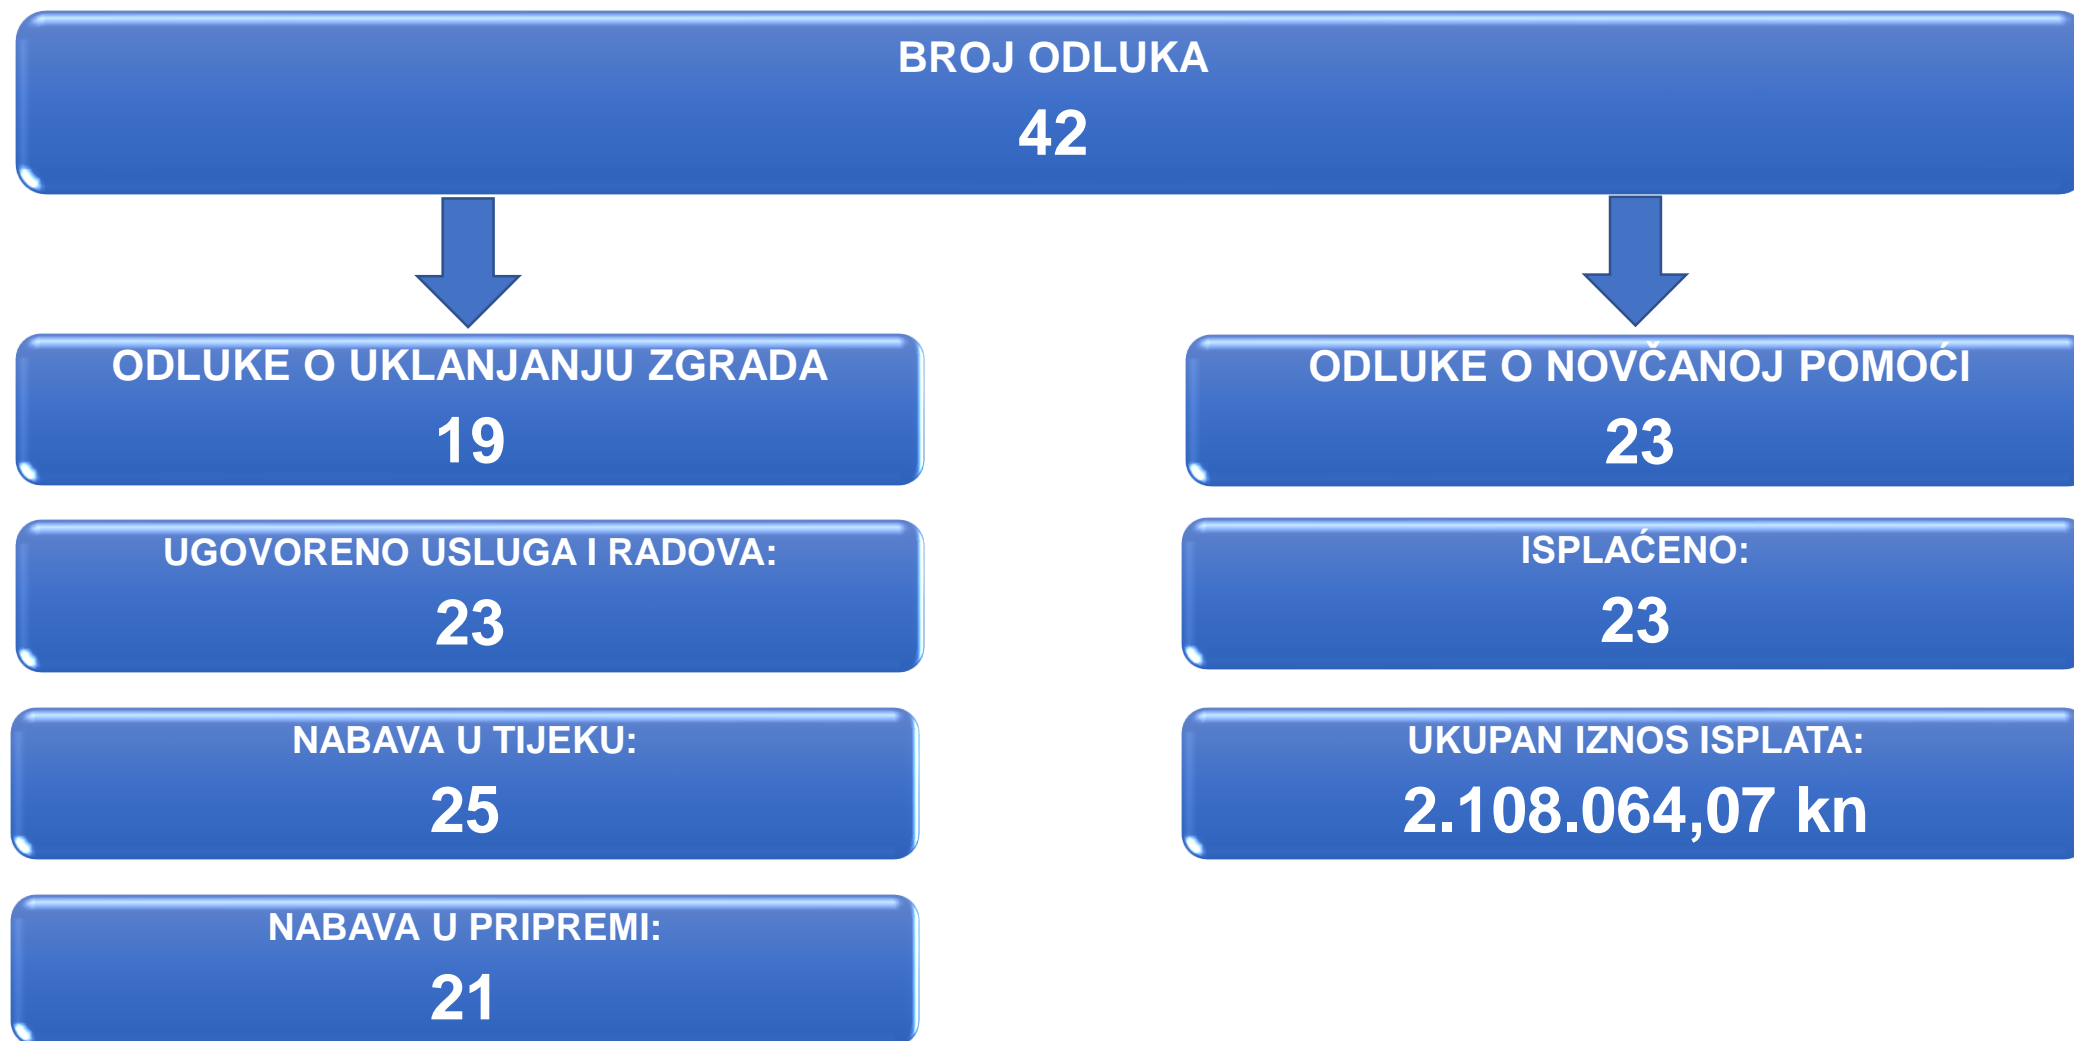 BROJ ODLUKA
42
ODLUKE O UKLANJANJU ZGRADA
19
UGOVORENO USLUGA I RADOVA:
23
NABAVA U TIJEKU:
25
NABAVA U PRIPREMI:
21
ODLUKE O NOVČANOJ POMOĆI
23
ISPLAĆENO:
23
UKUPAN IZNOS ISPLATA:
2.108.064,07 kn